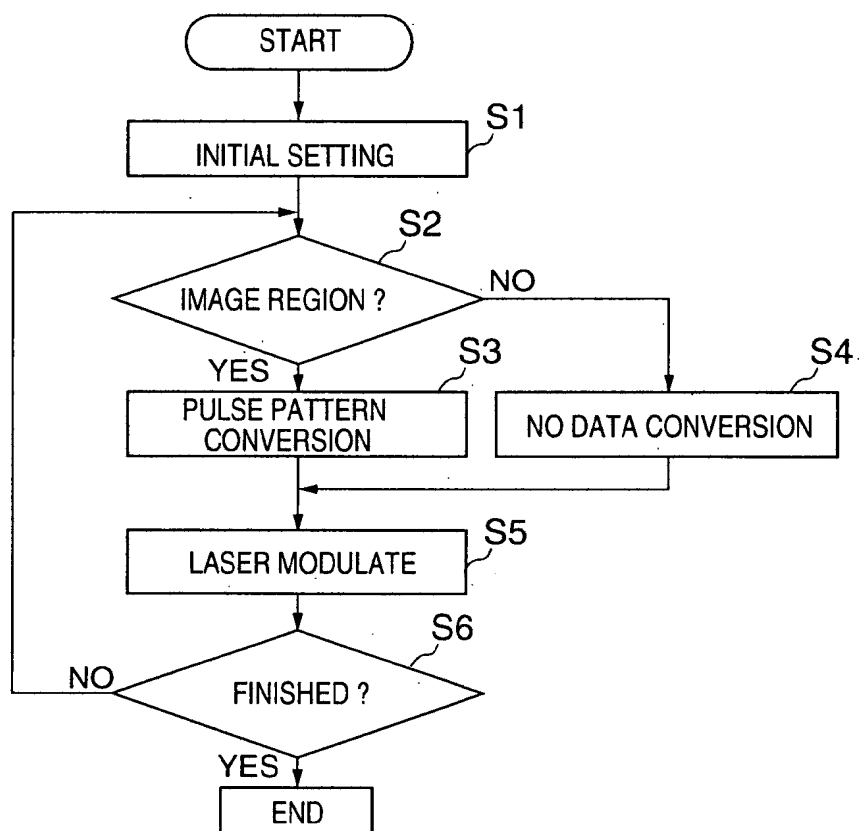 START
S1
INITIAL SETTING
S2
IMAGE REGION ?
NO
YES
S3
S4
PULSE PATTERN
CONVERSION
NO DATA CONVERSION
S5
LASER MODULATE
S6
NO
FINISHED ?
YES
END